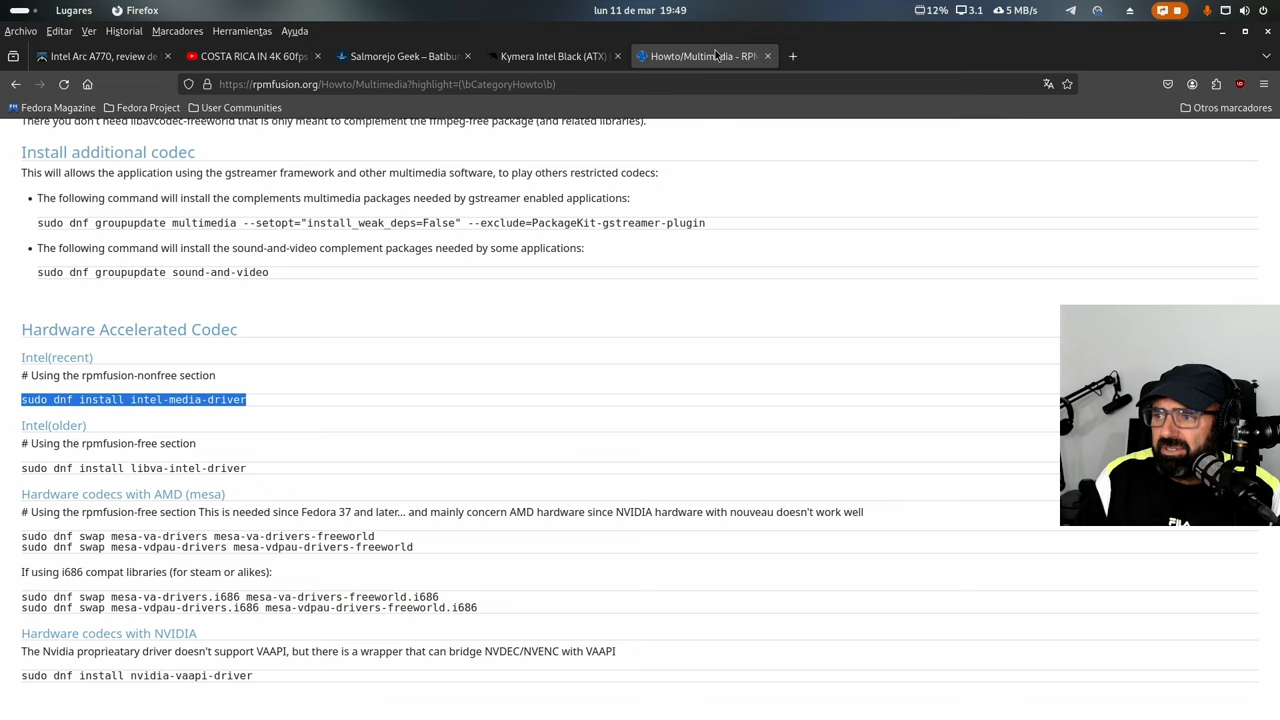 Lugares Firefox lun 11 de mar 19:49 12% 3.1 5 MB/s
Archivo Editar Ver Historial Marcadores Herramientas Ayuda
Intel Arc A770, review de COSTA RICA IN 4K 60fps Salmorejo Geek – Batibur Kymera Intel Black (ATX) | Howto/Multimedia - RPM
https://rpmfusion.org/Howto/Multimedia?highlight=(\bCategoryHowto\b)
Fedora Magazine Fedora Project User Communities Otros marcadores
There you don't need libavcodec-freeworld that is only meant to complement the ffmpeg-free package (and related libraries).
Install additional codec
This will allows the application using the gstreamer framework and other multimedia software, to play others restricted codecs:
• The following command will install the complements multimedia packages needed by gstreamer enabled applications:
sudo dnf groupupdate multimedia --setopt="install_weak_deps=False" --exclude=PackageKit-gstreamer-plugin
• The following command will install the sound-and-video complement packages needed by some applications:
sudo dnf groupupdate sound-and-video
Hardware Accelerated Codec
Intel(recent)
# Using the rpmfusion-nonfree section
sudo dnf install intel-media-driver
Intel(older)
# Using the rpmfusion-free section
sudo dnf install libva-intel-driver
Hardware codecs with AMD (mesa)
# Using the rpmfusion-free section This is needed since Fedora 37 and later... and mainly concern AMD hardware since NVIDIA hardware with nouveau doesn't work well
sudo dnf swap mesa-va-drivers mesa-va-drivers-freeworld
sudo dnf swap mesa-vdpau-drivers mesa-vdpau-drivers-freeworld
If using i686 compat libraries (for steam or alikes):
sudo dnf swap mesa-va-drivers.i686 mesa-va-drivers-freeworld.i686
sudo dnf swap mesa-vdpau-drivers.i686 mesa-vdpau-drivers-freeworld.i686
Hardware codecs with NVIDIA
The Nvidia proprieatary driver doesn't support VAAPI, but there is a wrapper that can bridge NVDEC/NVENC with VAAPI
sudo dnf install nvidia-vaapi-driver
FILA